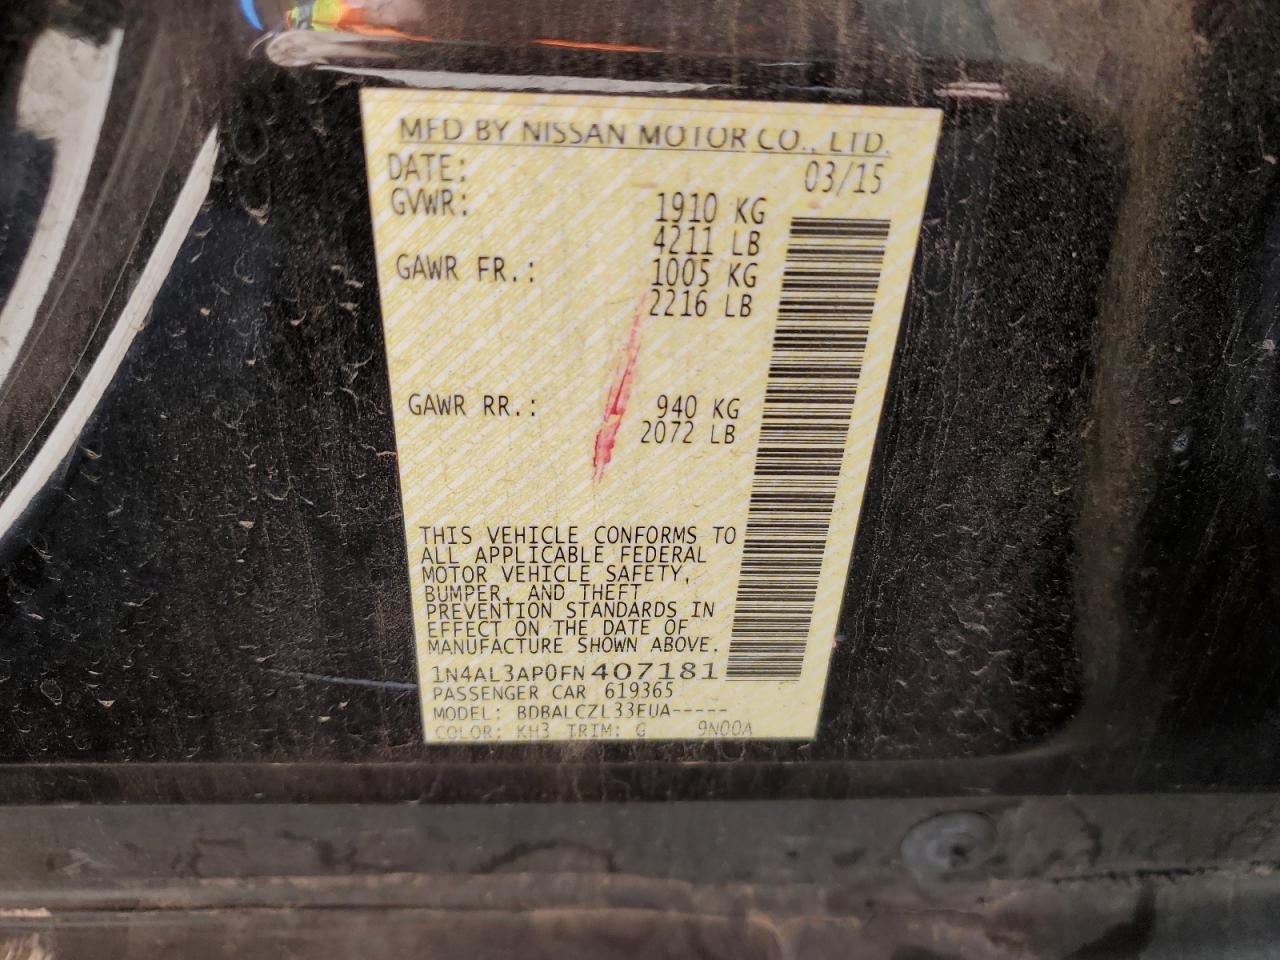 MFD BY NISSAN MOTOR CO., LTD.
DATE: 03/15
GVWR: 1910 KG
4211 LB
GAWR FR.: 1005 KG
2216 LB
GAWR RR.: 940 KG
2072 LB
THIS VEHICLE CONFORMS TO
ALL APPLICABLE FEDERAL
MOTOR VEHICLE SAFETY,
BUMPER, AND THEFT
PREVENTION STANDARDS IN
EFFECT ON THE DATE OF
MANUFACTURE SHOWN ABOVE.
1N4AL3AP0FN407181
PASSENGER CAR 619365
MODEL: BDBALCZL33EUA-----
COLOR: KH3 TRIM: G 9N00A